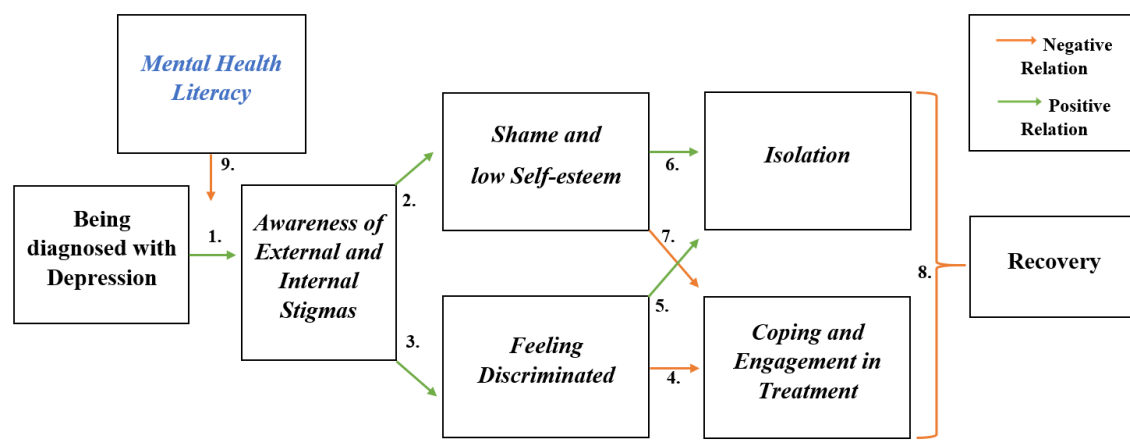 Mental Health
Literacy
9.
Being
diagnosed with
Depression
1.
Awareness of
External and
Internal
Stigmas
2.
3.
Shame and
low Self-esteem
Feeling
Discriminated
6.
7.
5.
4.
Isolation
Coping and
Engagement in
Treatment
8.
Recovery
Negative
Relation
Positive
Relation